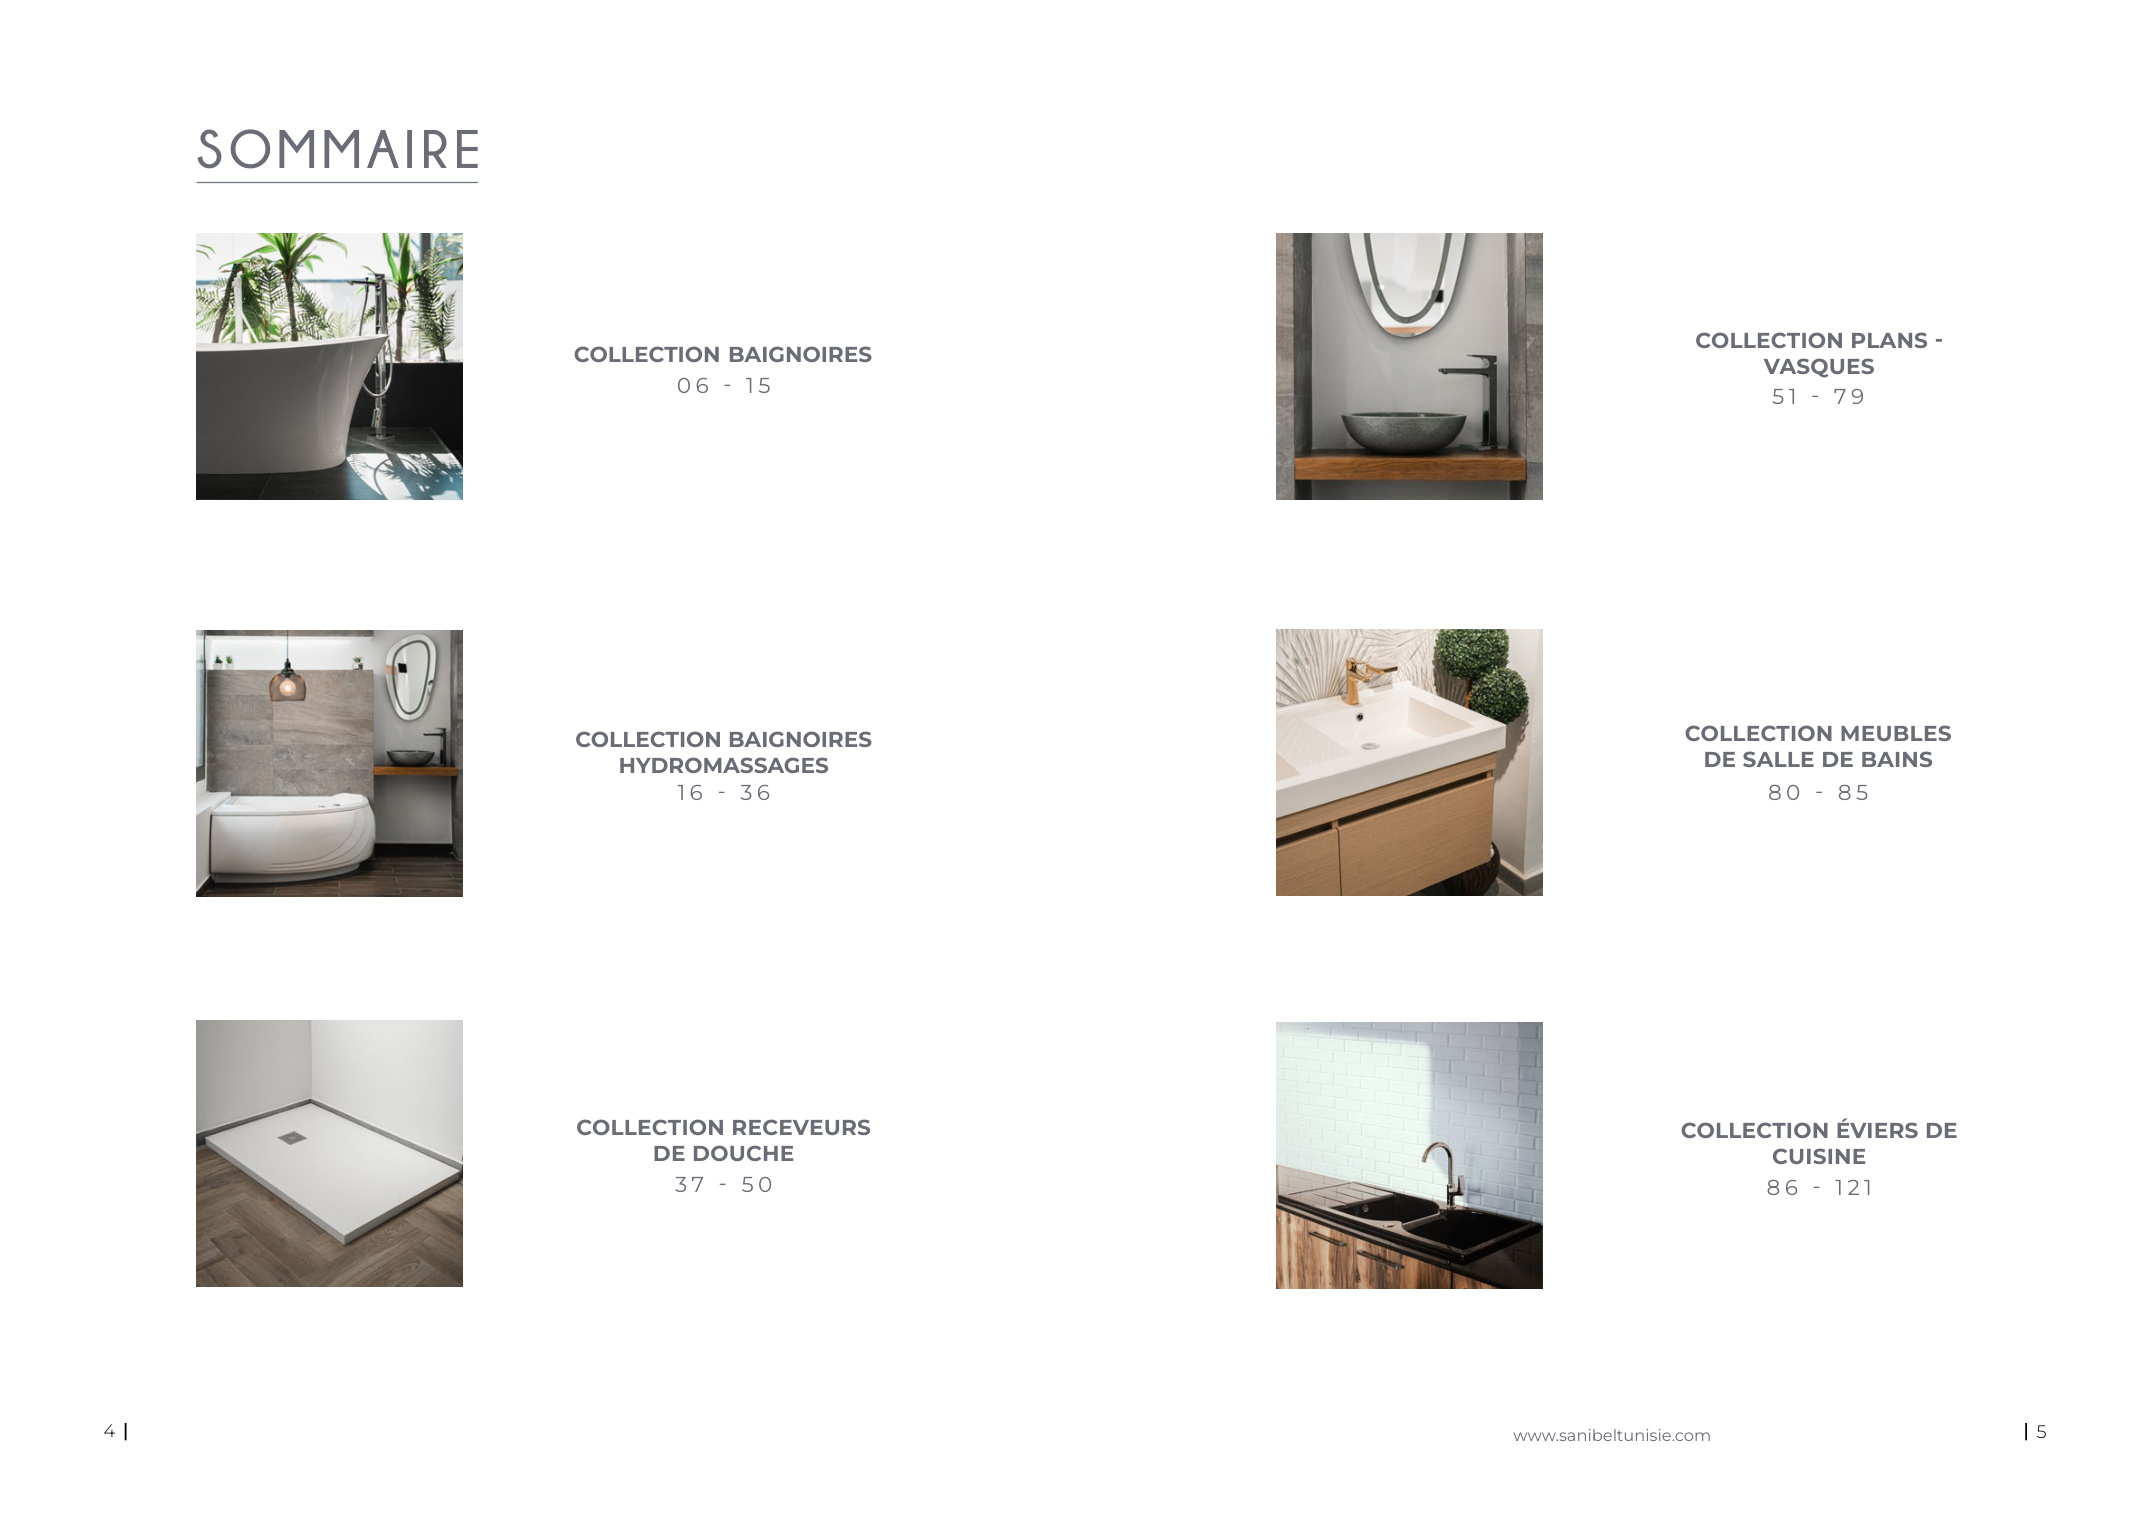 SOMMAIRE
COLLECTION BAIGNOIRES
06 - 15
COLLECTION BAIGNOIRES
HYDROMASSAGES
16 - 36
COLLECTION RECEVEURS
DE DOUCHE
37 - 50
4
COLLECTION PLANS -
VASQUES
51 - 79
COLLECTION MEUBLES
DE SALLE DE BAINS
80 - 85
COLLECTION ÉVIERS DE
CUISINE
86 - 121
www.sanibeltunisie.com
5